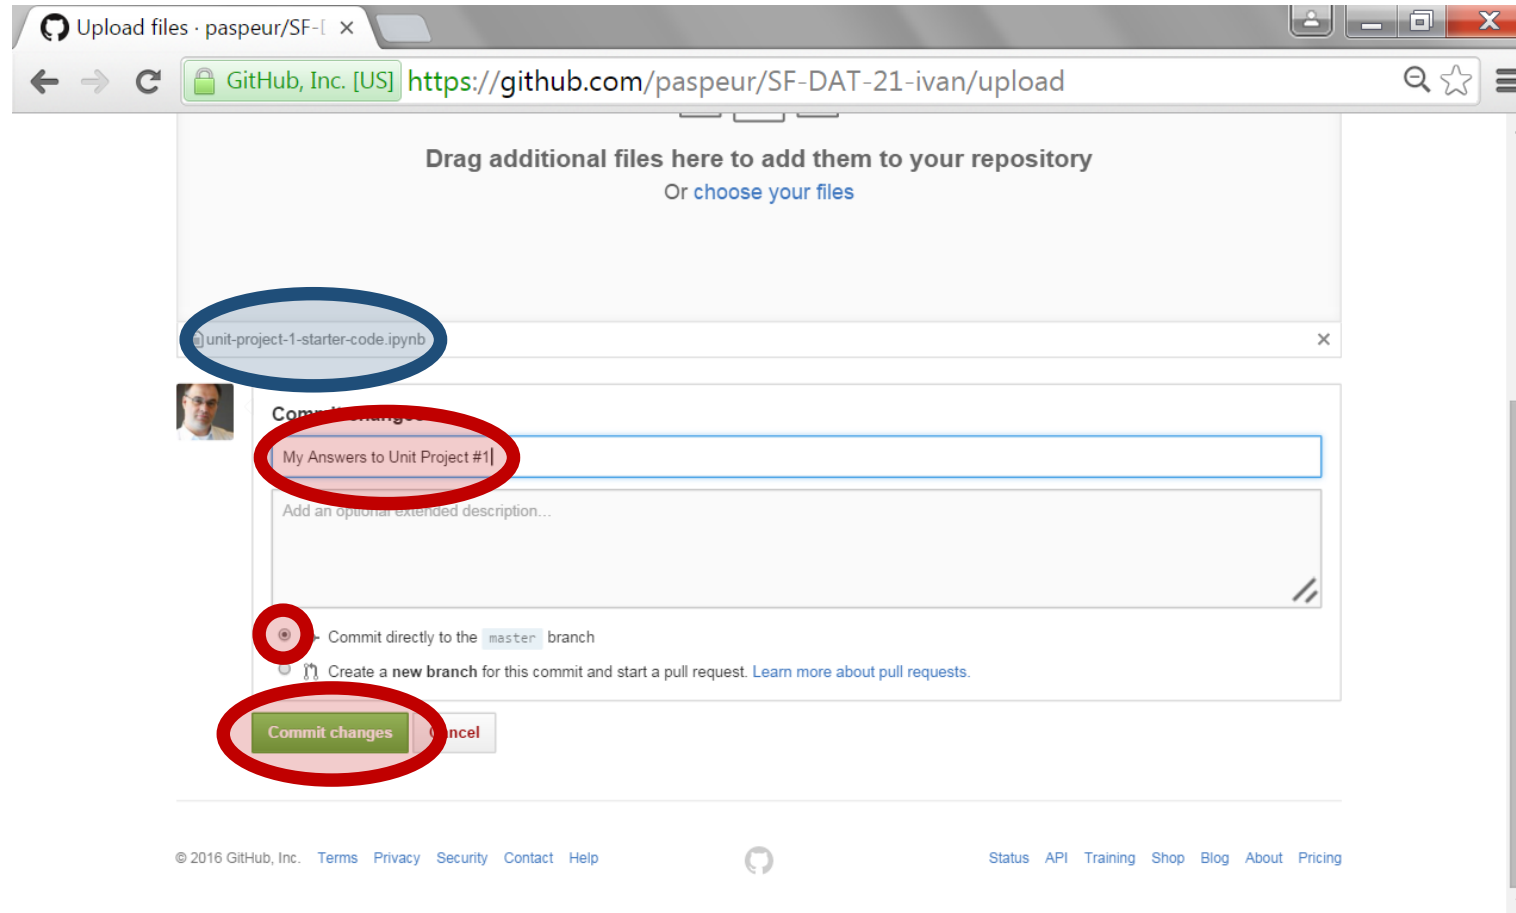 Upload files · paspeur/SF-
GitHub, Inc. [US] https://github.com/paspeur/SF-DAT-21-ivan/upload
Drag additional files here to add them to your repository
Or choose your files
unit-project-1-starter-code.ipynb
Commit changes
My Answers to Unit Project #1
Add an optional extended description...
Commit directly to the master branch
Create a new branch for this commit and start a pull request. Learn more about pull requests.
Commit changes Cancel
© 2016 GitHub, Inc. Terms Privacy Security Contact Help Status API Training Shop Blog About Pricing